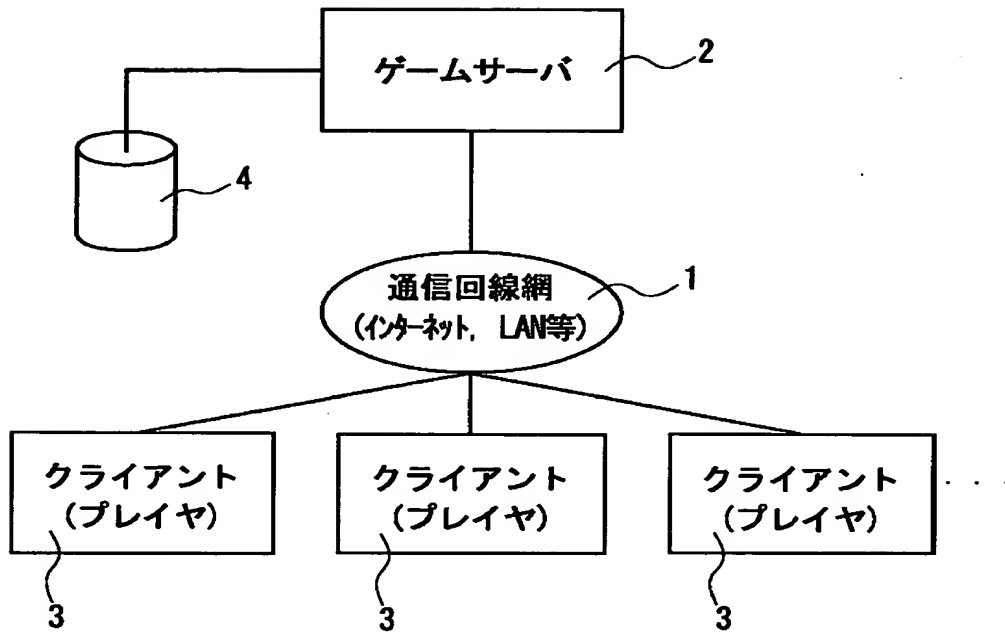 ゲームサーバ
2
4
通信回線網
(インターネット, LAN等)
1
クライアント
(プレイヤ)
クライアント
(プレイヤ)
クライアント
(プレイヤ)
・・・
3
3
3